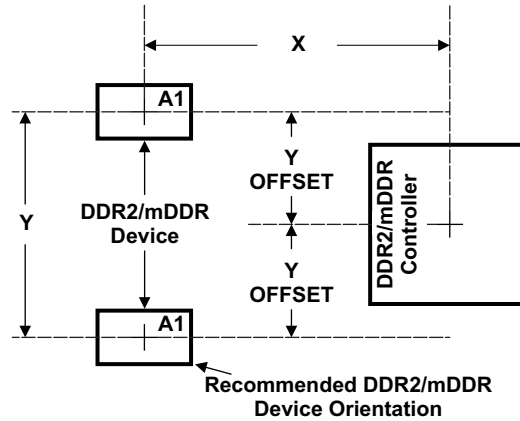 X
A1
Y
OFFSET
Y
DDR2/mDDR
Device
DDR2/mDDR
Controller
Y
OFFSET
A1
Recommended DDR2/mDDR
Device Orientation